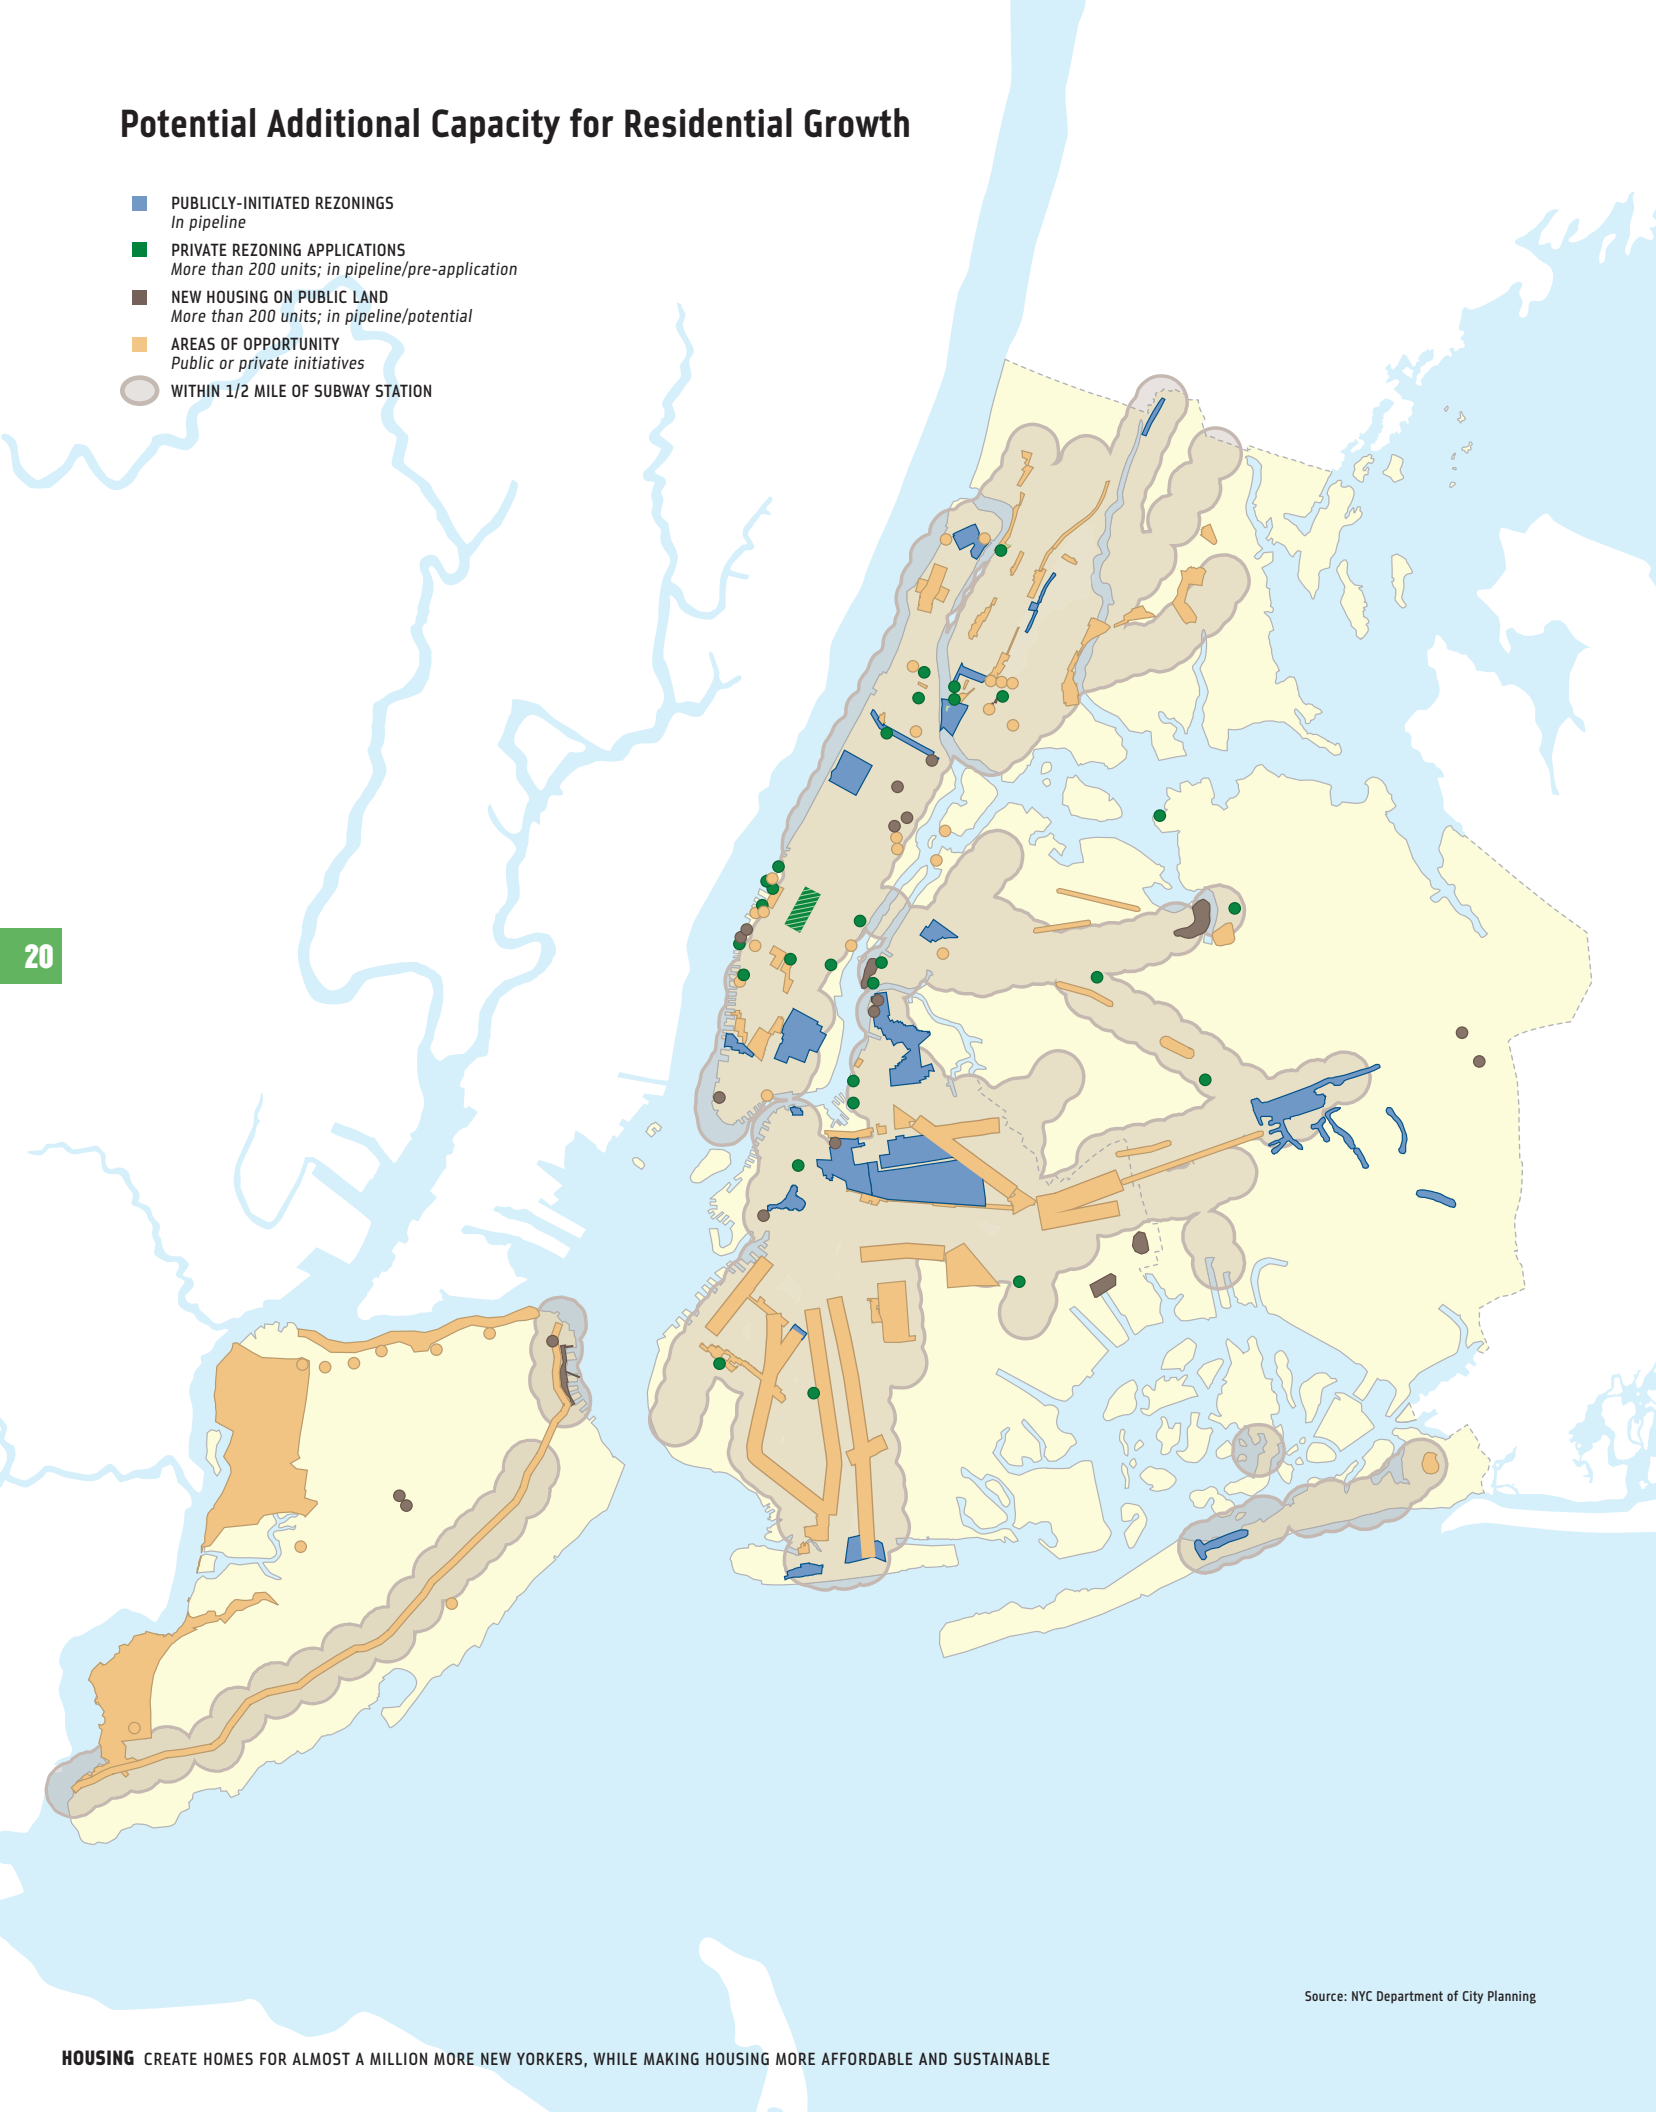 Potential Additional Capacity for Residential Growth
PUBLICLY-INITIATED REZONINGS
In pipeline
PRIVATE REZONING APPLICATIONS
More than 200 units; in pipeline/pre-application
NEW HOUSING ON PUBLIC LAND
More than 200 units; in pipeline/potential
AREAS OF OPPORTUNITY
Public or private initiatives
WITHIN 1/2 MILE OF SUBWAY STATION
20
Source: NYC Department of City Planning
HOUSING CREATE HOMES FOR ALMOST A MILLION MORE NEW YORKERS, WHILE MAKING HOUSING MORE AFFORDABLE AND SUSTAINABLE